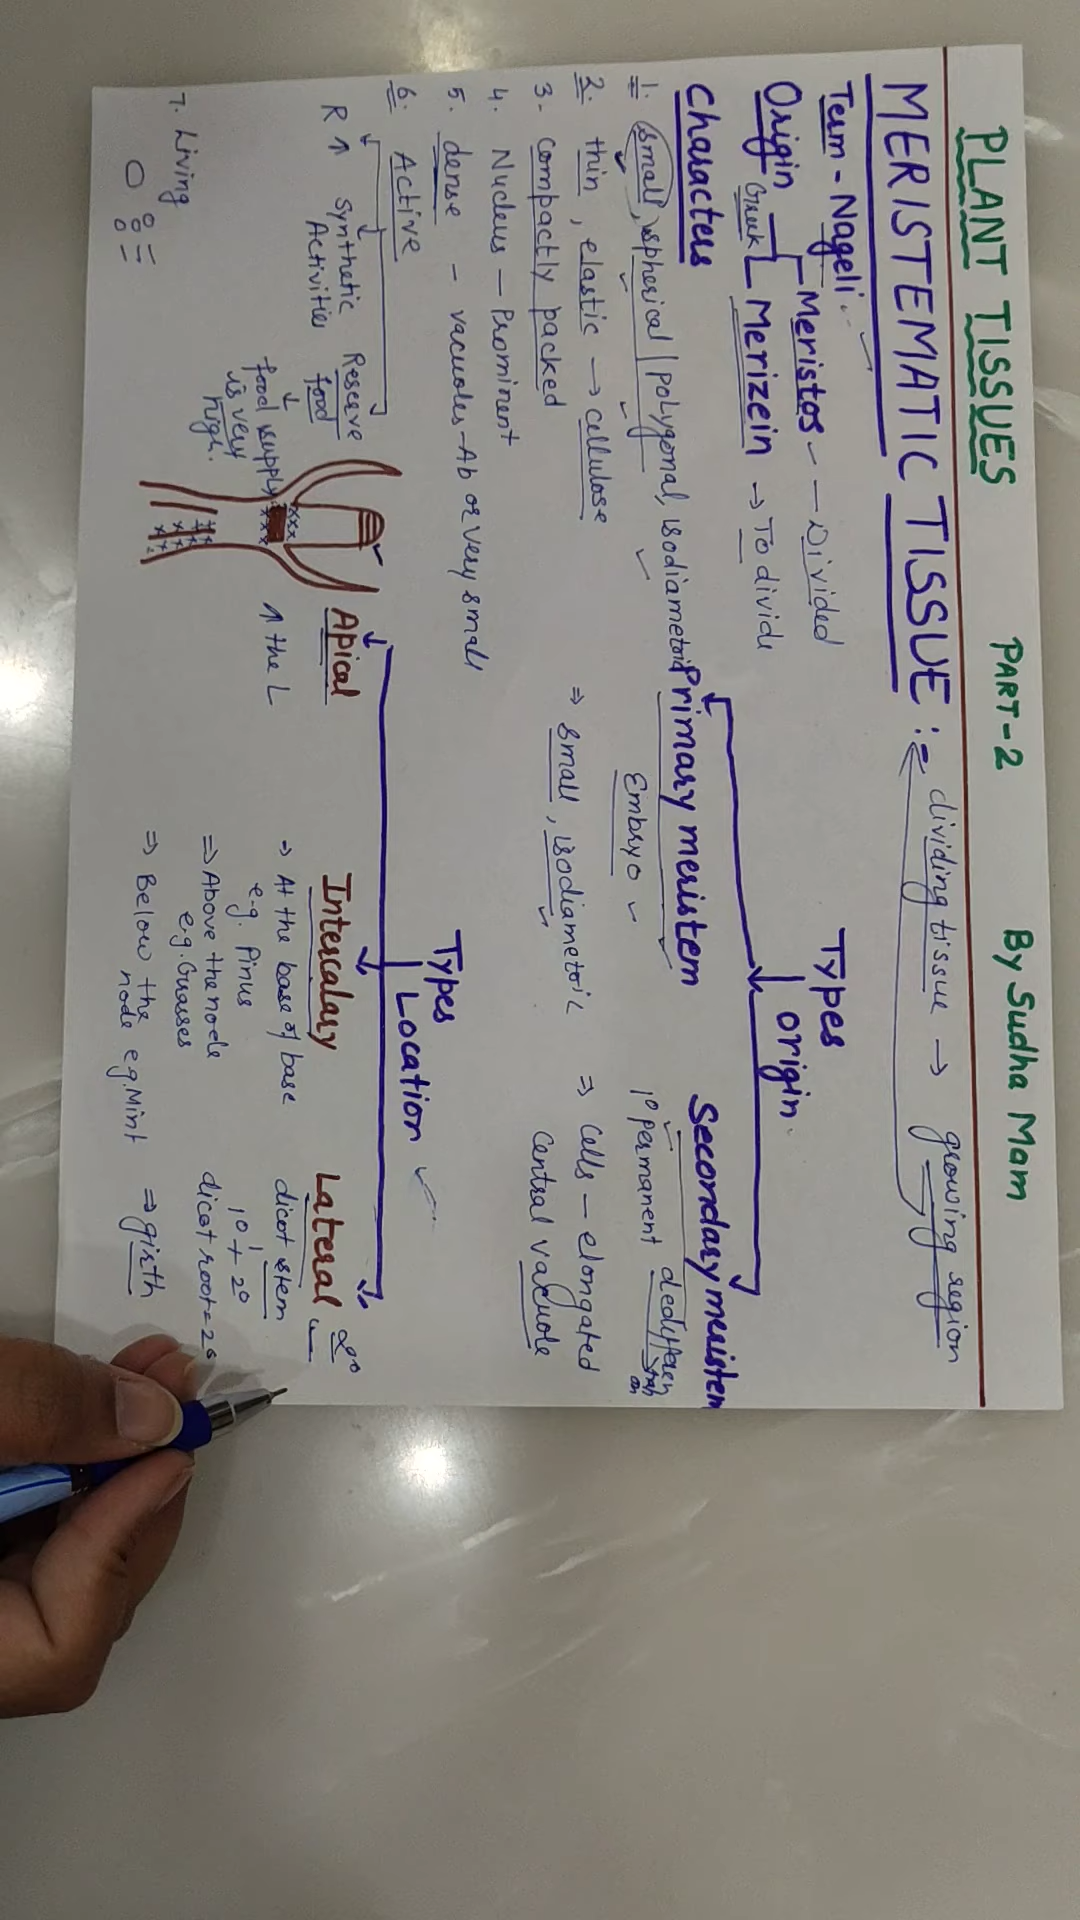 PLANT TISSUES PART-2 By Sudha Mam
MERISTEMATIC TISSUE :- dividing tissue → growing region
Term - Nageli
Origin Meristos - Divided
Greek Merizein → To divide
Characters
1. small, spherical / polygonal, isodiametric
2. thin, elastic → cellulose
3. compactly packed
4. Nucleus - Prominent
5. dense - vacuoles - Ab or very small
6. Active
R ↑ Synthetic Activities Reserve food
↓
food supply
is very
high.
7. Living
Types
origin
Primary meristem
Embryo
⇒ small, isodiametric
Secondary meristem
1° permanent dedifferentiation
⇒ cells - elongated
central vacuole
Types
Location
Apical
↑ the L
Intercalary
→ At the base of base
e.g. Pinus
⇒ Above the node
e.g. Grasses
⇒ Below the
node e.g. Mint
Lateral 2°
dicot stem
1° + 2°
dicot root = 2°
⇒ girth